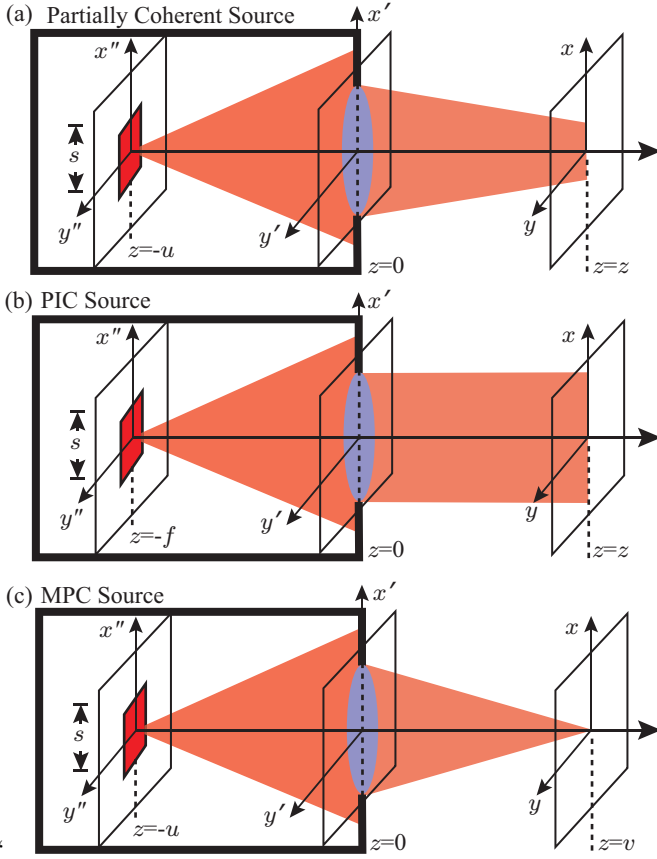 (a) Partially Coherent Source
x″
x′
x
s
y″
y′
y
z=-u
z=0
z=z
(b) PIC Source
x″
x′
x
s
y″
y′
y
z=-f
z=0
z=z
(c) MPC Source
x″
x′
x
s
y″
y′
y
z=-u
z=0
z=v